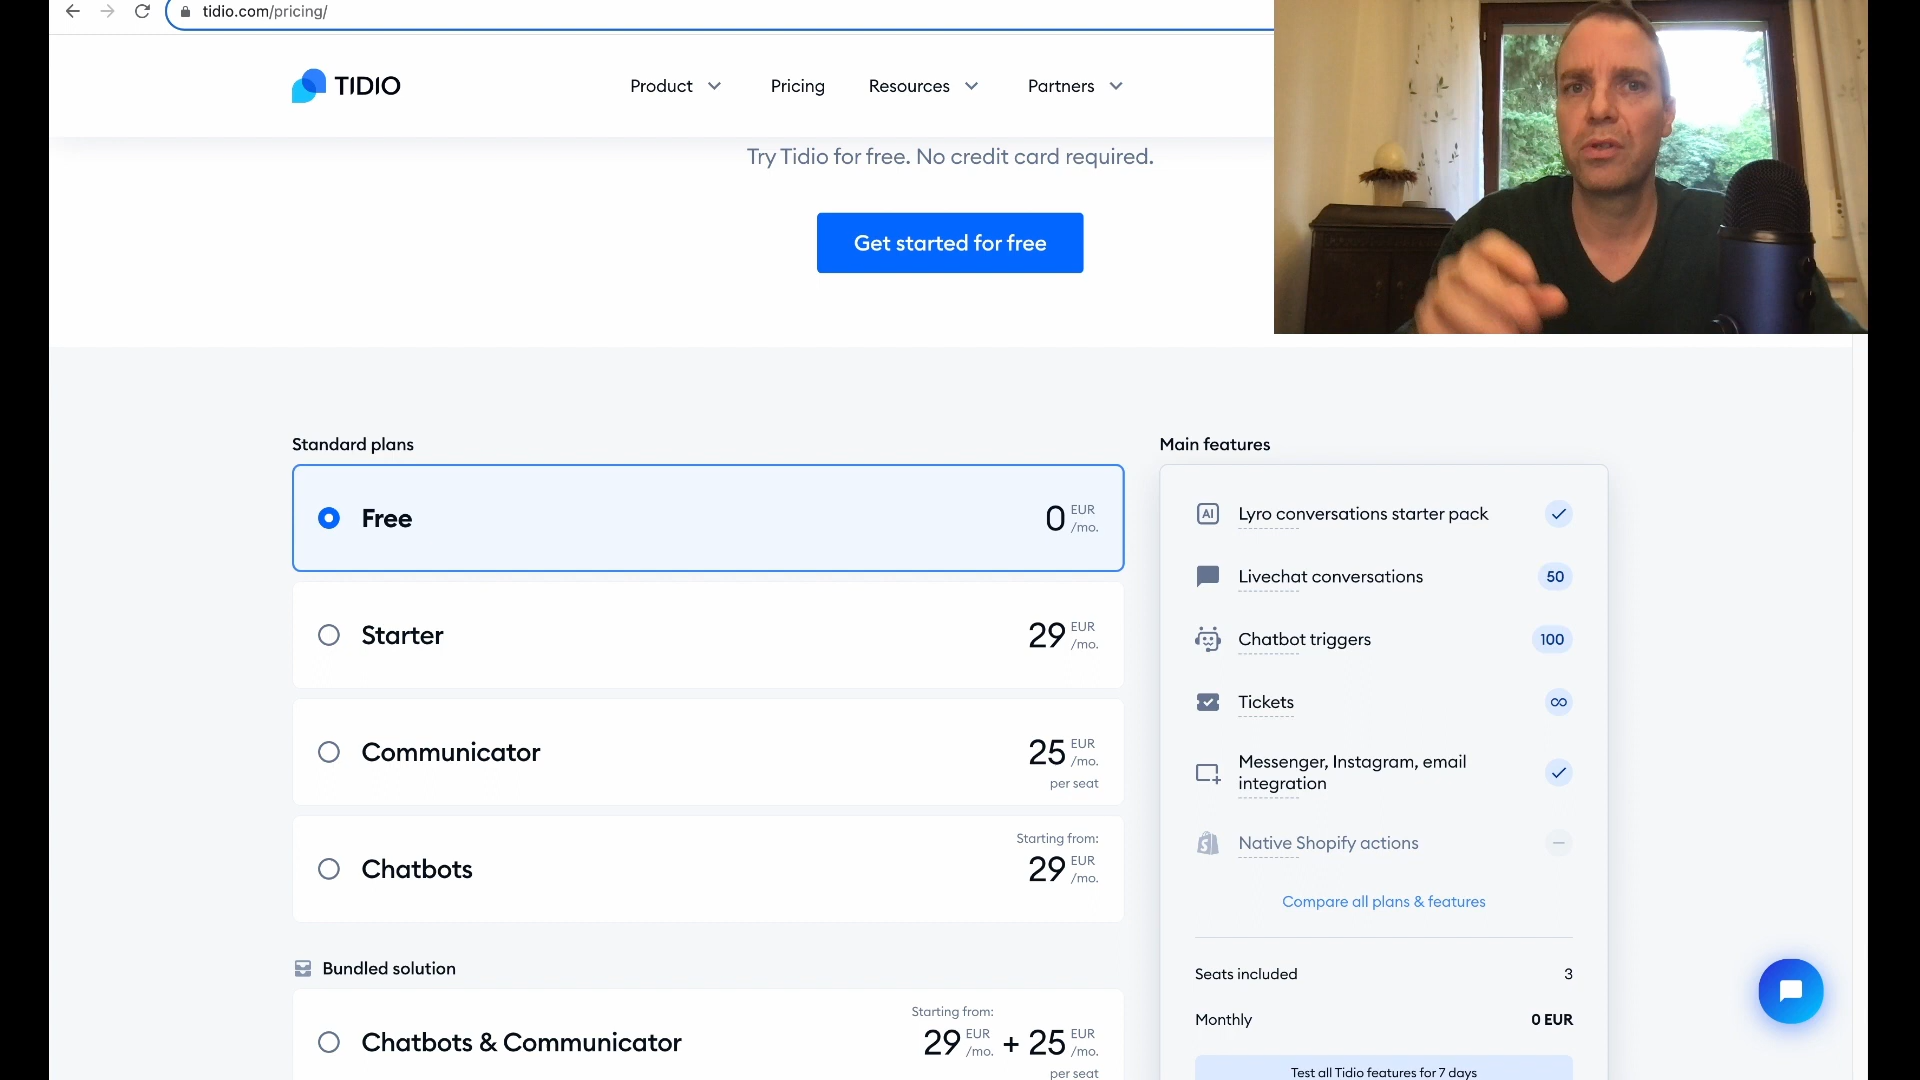 tidio.com/pricing/
TIDIO
Product
Pricing
Resources
Partners
Try Tidio for free. No credit card required.
Get started for free
Standard plans
Free
0 EUR /mo.
Starter
29 EUR /mo.
Communicator
25 EUR /mo.
per seat
Starting from:
Chatbots
29 EUR /mo.
Bundled solution
Starting from:
Chatbots & Communicator
29 EUR /mo. + 25 EUR /mo.
per seat
Main features
AI Lyro conversations starter pack
Livechat conversations 50
Chatbot triggers 100
Tickets ∞
Messenger, Instagram, email
integration
Native Shopify actions
Compare all plans & features
Seats included 3
Monthly 0 EUR
Test all Tidio features for 7 days